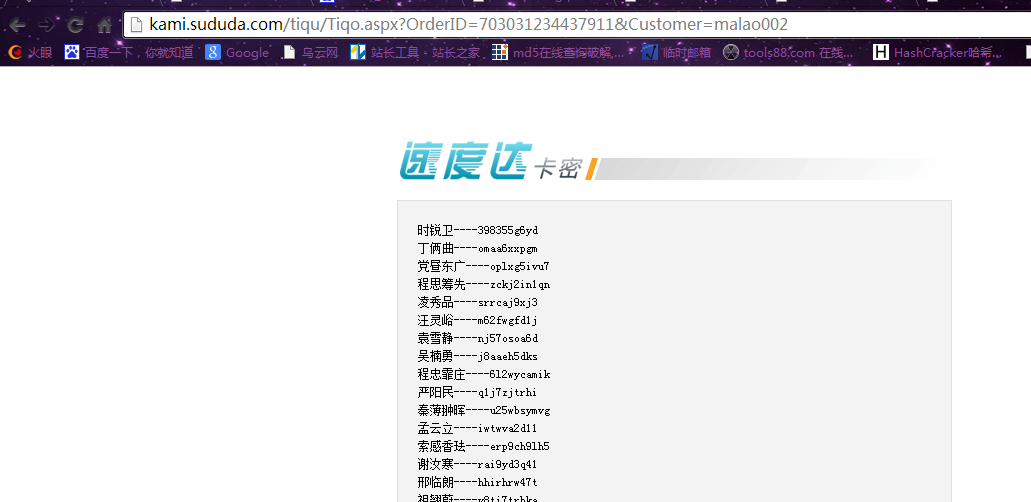 kami.sududa.com/tiqu/Tiqo.aspx?OrderID=703031234437911&Customer=malao002
火眼 百度一下，你就知道 Google 乌云网 站长工具 - 站长之家 md5在线查询破解,... 临时邮箱 tools88.com 在线... HashCracker哈希...
速度达卡密
时锐卫----398355g6yd
丁俩曲----omaa6xxpgm
党昼东广----oplxg5ivu7
程思筹先----zckj2in1qn
凌秀品----srrcaj9xj3
汪灵峪----m62fwgfd1j
袁雪静----nj57osoa6d
吴楠勇----j8aaeh5dks
程忠霏庄----6l2wycamik
严阳民----q1j7zjtrhi
秦薄翀晖----u25wbsymvg
孟云立----iwtwva2d11
索感香珐----erp9ch9lh5
谢汝寒----rai9yd3q41
邢临朗----hhirhrw47t